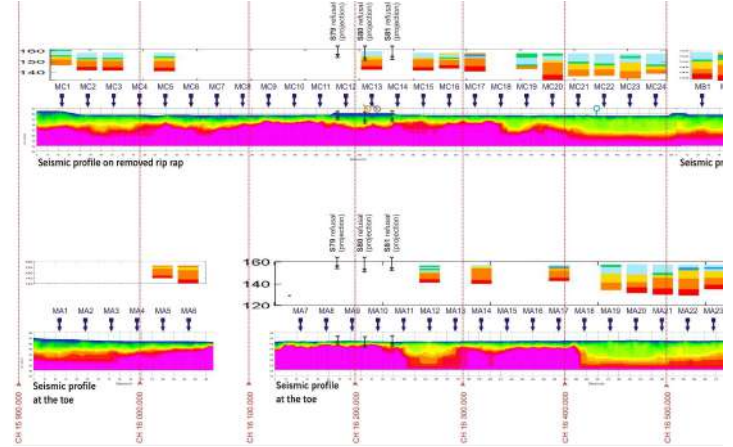 S79 refusal
(projection)
S80 refusal
(projection)
S81 refusal
(projection)
160
150
140
MC1 MC2 MC3 MC4 MC5 MC6 MC7 MC8 MC9 MC10 MC11 MC12 MC13 MC14 MC15 MC16 MC17 MC18 MC19 MC20 MC21 MC22 MC23 MC24 MB1
Seismic profile on removed rip rap
Seismic pr
S79 refusal
(projection)
S80 refusal
(projection)
S81 refusal
(projection)
160
140
120
MA1 MA2 MA3 MA4 MA5 MA6 MA7 MA8 MA9 MA10 MA11 MA12 MA13 MA14 MA15 MA16 MA17 MA18 MA19 MA20 MA21 MA22 MA23
Seismic profile
at the toe
Seismic profile
at the toe
CH 15 900,000
CH 16 000,000
CH 16 100,000
CH 16 200,000
CH 16 300,000
CH 16 400,000
CH 16 500,000